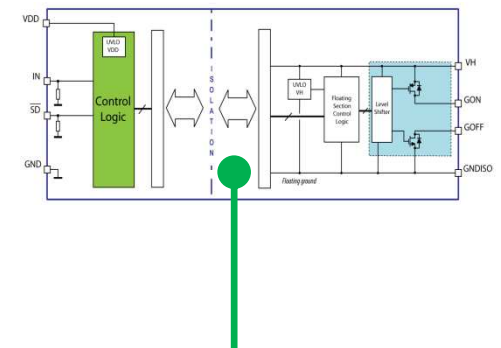 VDD
UVLO
VDD
IN
SD
GND
Control
Logic
ISOLATION
UVLO
VH
Floating
Section
Control
Logic
Level
Shifter
Floating ground
VH
GON
GOFF
GNDISO